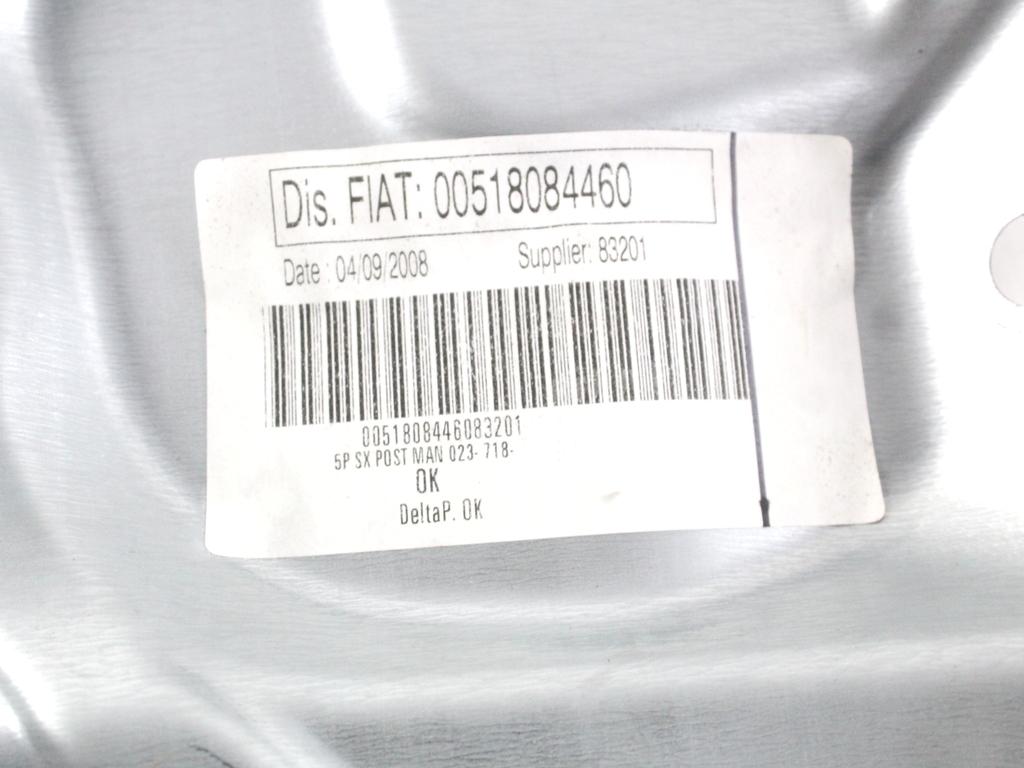 Dis. FIAT: 00518084460
Date : 04/09/2008 Supplier: 83201
0051808446083201
5P SX POST MAN 023- 718-
OK
DeltaP. OK